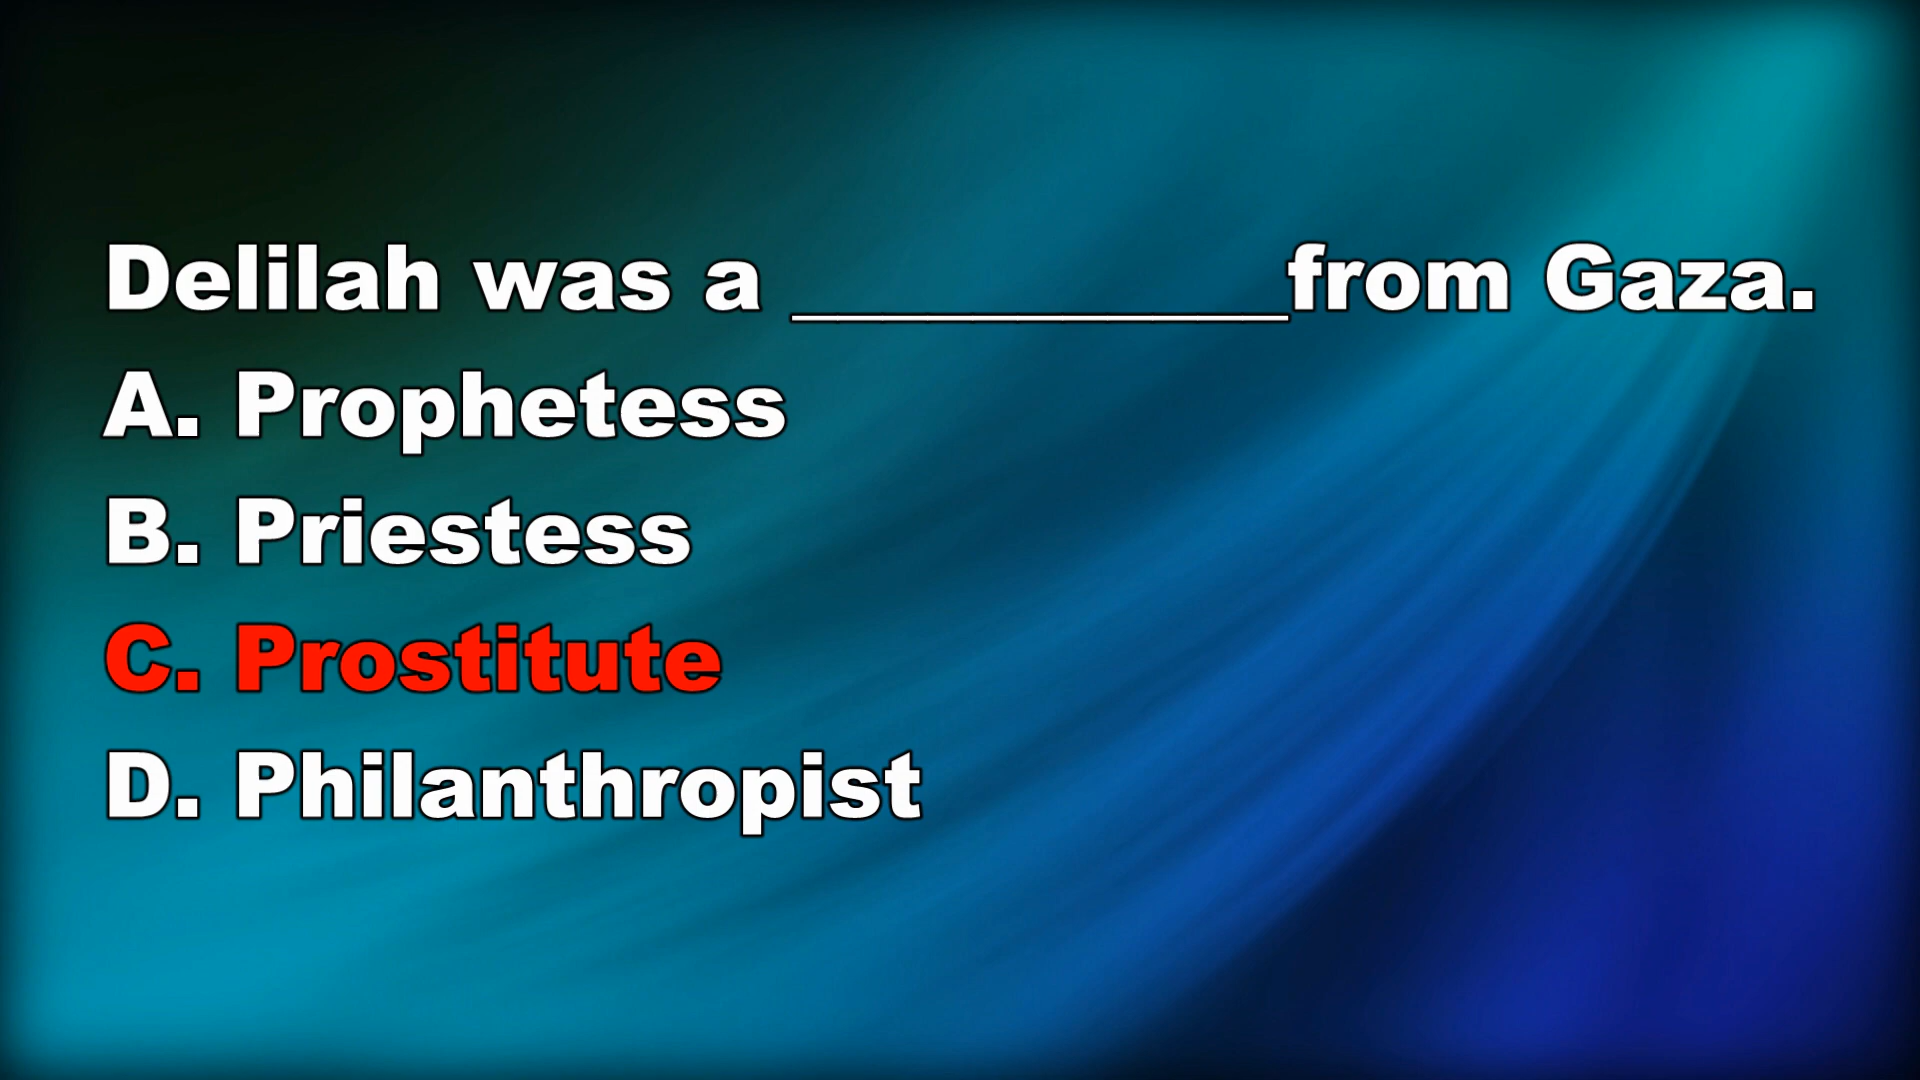 Delilah was a ___________from Gaza.
A. Prophetess
B. Priestess
C. Prostitute
D. Philanthropist